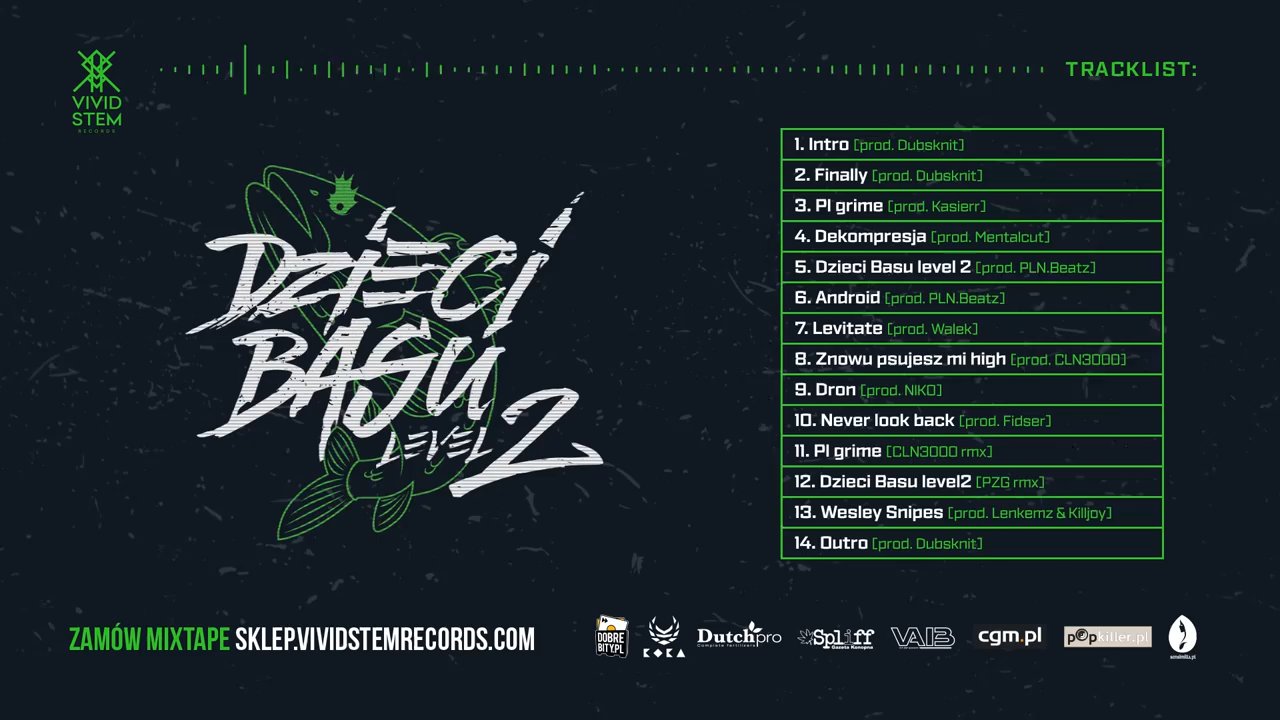 VIVID
STEM
RECORDS
TRACKLIST:
DZIECI
BASU
LEVEL 2
1. Intro [prod. Dubsknit]
2. Finally [prod. Dubsknit]
3. Pl grime [prod. Kasierr]
4. Dekompresja [prod. Mentalcut]
5. Dzieci Basu level 2 [prod. PLN.Beatz]
6. Android [prod. PLN.Beatz]
7. Levitate [prod. Walek]
8. Znowu psujesz mi high [prod. CLN3000]
9. Dron [prod. NIKO]
10. Never look back [prod. Fidser]
11. Pl grime [CLN3000 rmx]
12. Dzieci Basu level2 [PZG rmx]
13. Wesley Snipes [prod. Lenkemz & Killjoy]
14. Outro [prod. Dubsknit]
ZAMÓW MIXTAPE SKLEP.VIVIDSTEMRECORDS.COM
DOBRE
BITY.PL
KOKA
Dutchpro
Complete fertilizers
Spliff
Gazeta Konopna
VAIB
cgm.pl
popkiller.pl